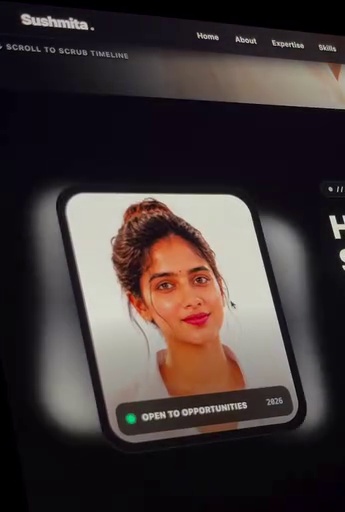 Sushmita.
Home About Expertise Skills
SCROLL TO SCRUB TIMELINE
//
H
S
OPEN TO OPPORTUNITIES 2026